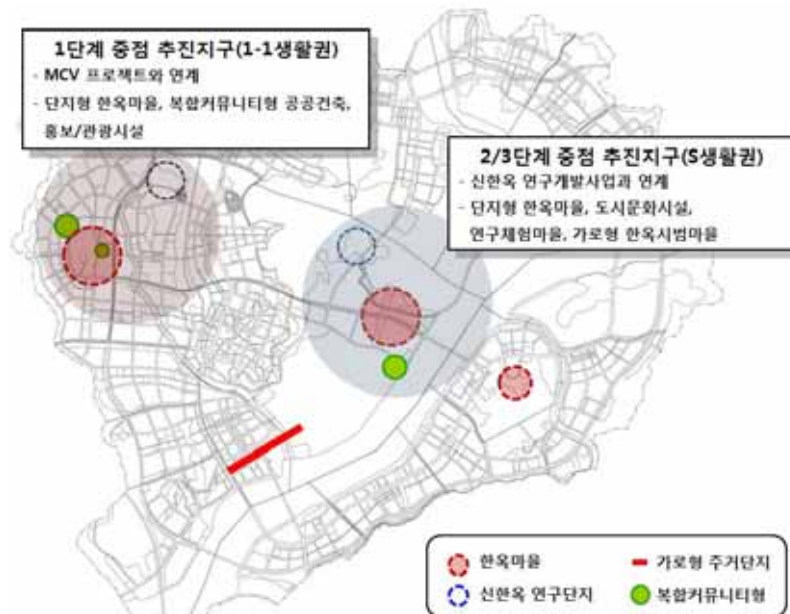 1단계 중점 추진지구(1-1생활권)
- MCV 프로젝트와 연계
- 단지형 한옥마을, 복합커뮤니티형 공공건축,
홍보/관광시설
2/3단계 중점 추진지구(S생활권)
- 신한옥 연구개발사업과 연계
- 단지형 한옥마을, 도시문화시설,
연구체험마을, 가로형 한옥시범마을
한옥마을
가로형 주거단지
신한옥 연구단지
복합커뮤니티형